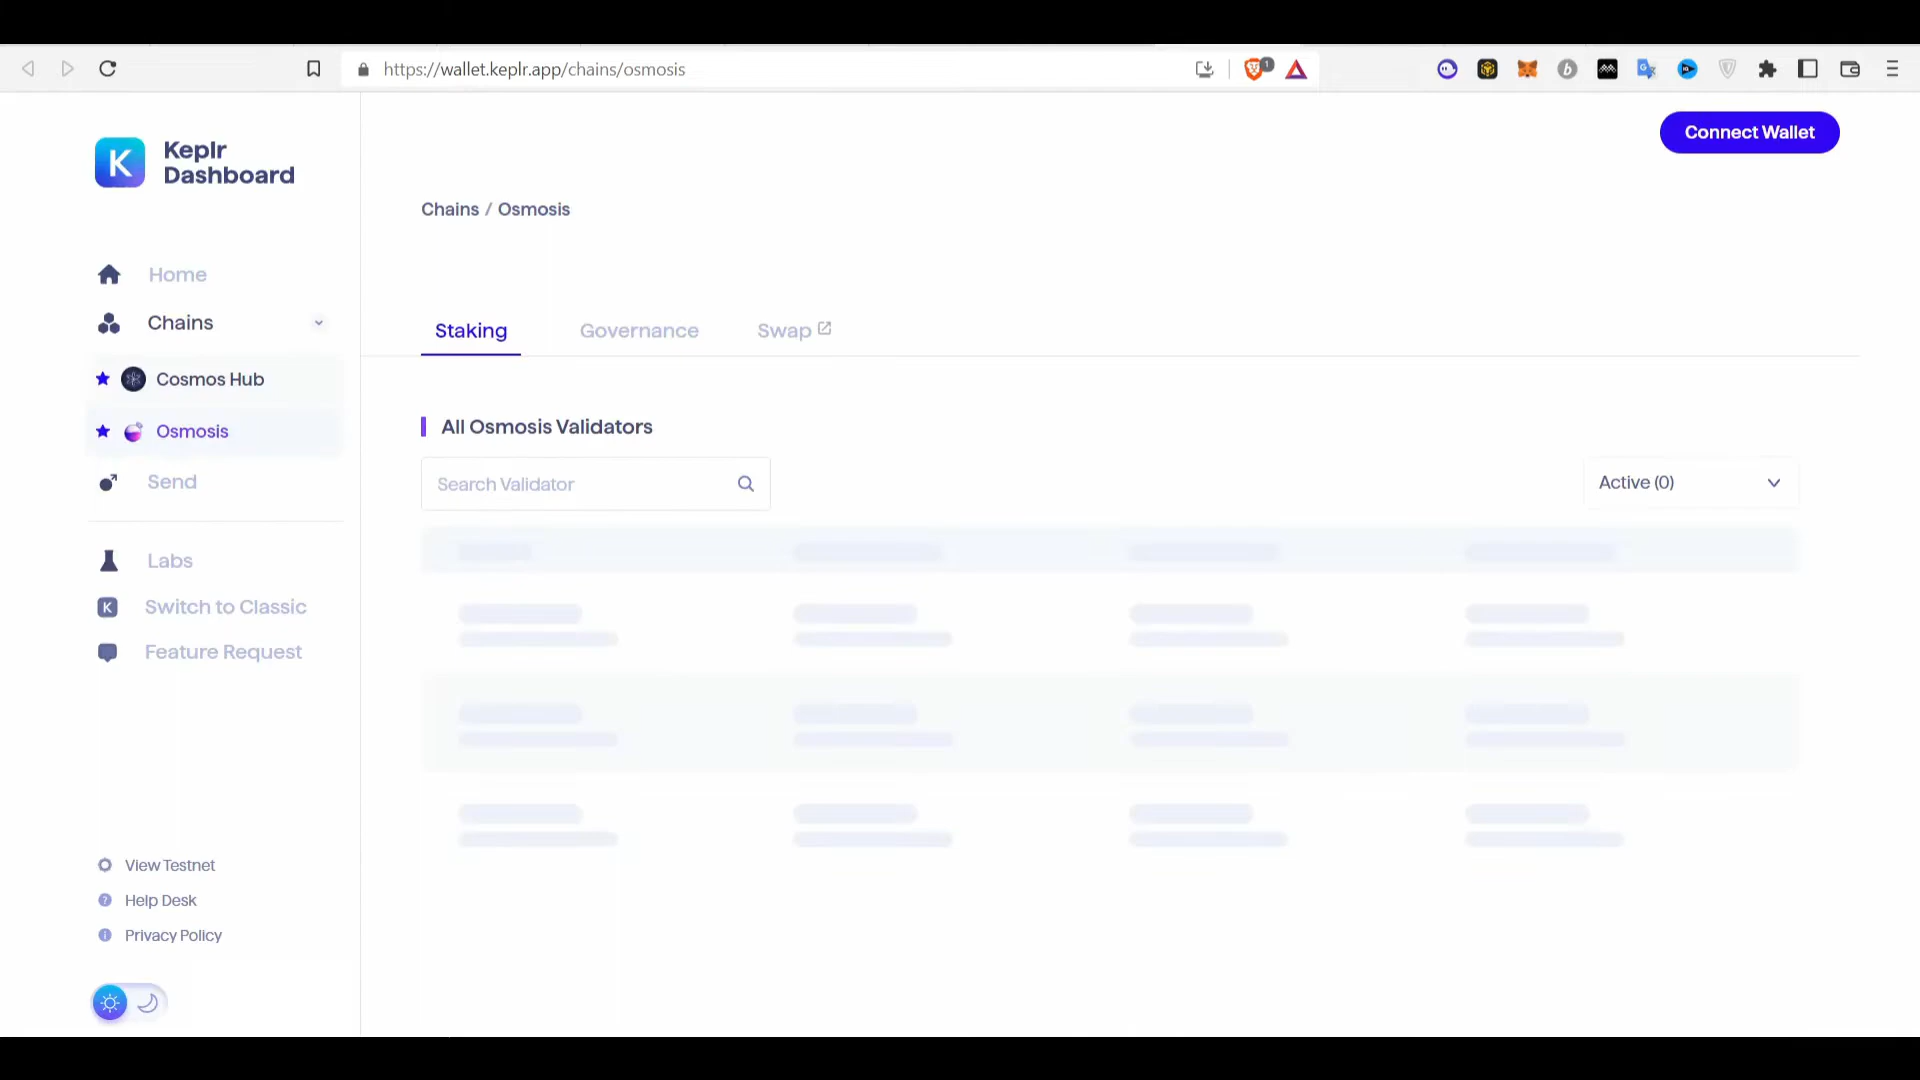 https://wallet.keplr.app/chains/osmosis
1
Connect Wallet
K
Keplr
Dashboard
Chains / Osmosis
Home
Chains
Staking
Governance
Swap
Cosmos Hub
Osmosis
All Osmosis Validators
Send
Search Validator
Active (0)
Labs
K
Switch to Classic
Feature Request
View Testnet
Help Desk
Privacy Policy